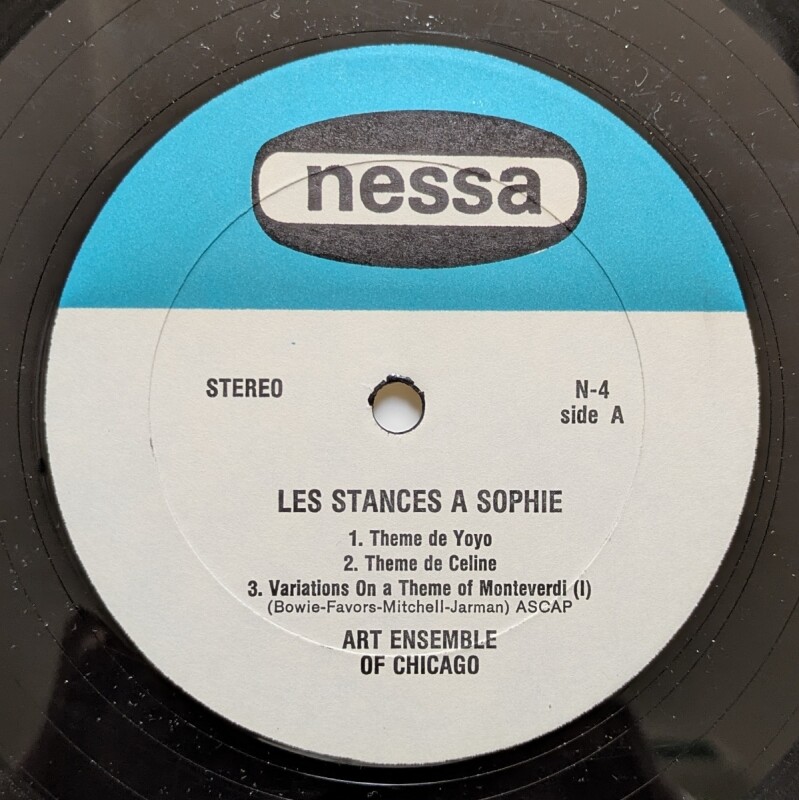 nessa
STEREO
N-4
side A
LES STANCES A SOPHIE
1. Theme de Yoyo
2. Theme de Celine
3. Variations On a Theme of Monteverdi (I)
(Bowie-Favors-Mitchell-Jarman) ASCAP
ART ENSEMBLE
OF CHICAGO